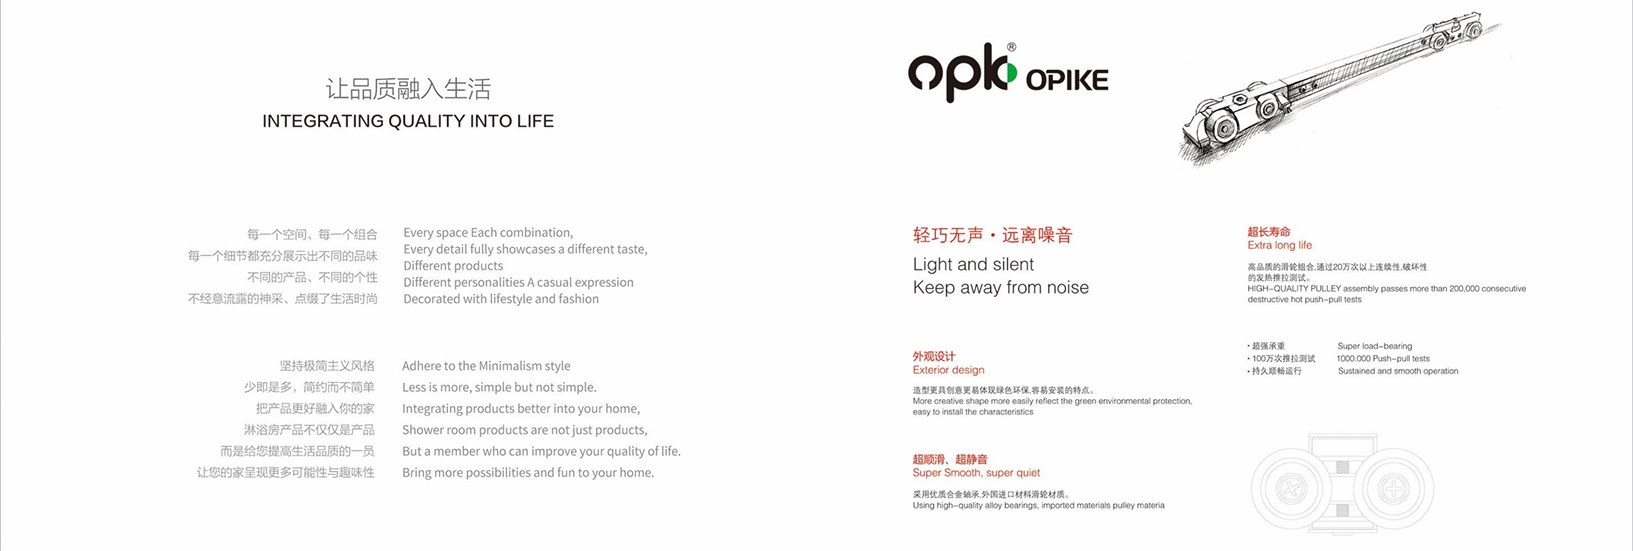 让品质融入生活
INTEGRATING QUALITY INTO LIFE
每一个空间、每一个组合
每一个细节都充分展示出不同的品味
不同的产品、不同的个性
不经意流露的神采、点缀了生活时尚
Every space Each combination,
Every detail fully showcases a different taste,
Different products
Different personalities A casual expression
Decorated with lifestyle and fashion
坚持极简主义风格
少即是多，简约而不简单
把产品更好融入你的家
淋浴房产品不仅仅是产品
而是给您提高生活品质的一员
让您的家呈现更多可能性与趣味性
Adhere to the Minimalism style
Less is more, simple but not simple.
Integrating products better into your home,
Shower room products are not just products,
But a member who can improve your quality of life.
Bring more possibilities and fun to your home.
opk® OPIKE
轻巧无声·远离噪音
Light and silent
Keep away from noise
外观设计
Exterior design
造型更具创意更易体现绿色环保,容易安装的特点。
More creative shape more easily reflect the green environmental protection,
easy to install the characteristics
超顺滑、超静音
Super Smooth, super quiet
采用优质合金轴承,外国进口材料滑轮材质。
Using high-quality alloy bearings, imported materials pulley materia
超长寿命
Extra long life
高品质的滑轮组合,通过20万次以上连续性,破坏性
的发热推拉测试。
HIGH-QUALITY PULLEY assembly passes more than 200,000 consecutive
destructive hot push-pull tests
• 超强承重 Super load-bearing
• 100万次推拉测试 1000.000 Push-pull tests
• 持久顺畅运行 Sustained and smooth operation